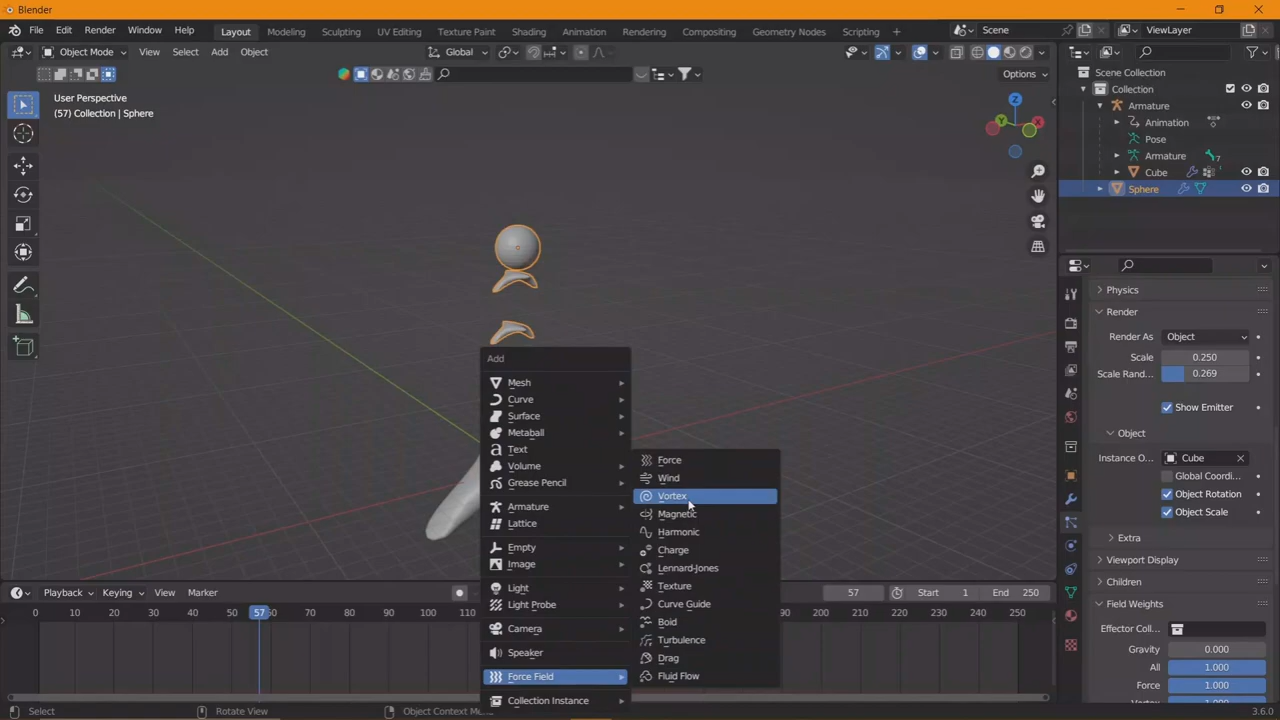 Blender
File Edit Render Window Help Layout Modeling Sculpting UV Editing Texture Paint Shading Animation Rendering Compositing Geometry Nodes Scripting + Scene ViewLayer
Object Mode View Select Add Object Global
Options
User Perspective
(57) Collection | Sphere
Z
Y
X
Scene Collection
Collection
Armature
Animation
Pose
Armature 7
Cube
Sphere
Physics
Render
Render As Object
Scale 0.250
Scale Rand... 0.269
Show Emitter
Object
Instance O... Cube
Global Coordi...
Object Rotation
Object Scale
Extra
Viewport Display
Children
Field Weights
Effector Coll...
Gravity 0.000
All 1.000
Force 1.000
Vortex 1.000
Add
Mesh
Curve
Surface
Metaball
Text
Volume
Grease Pencil
Armature
Lattice
Empty
Image
Light
Light Probe
Camera
Speaker
Force Field
Collection Instance
Force
Wind
Vortex
Magnetic
Harmonic
Charge
Lennard-Jones
Texture
Curve Guide
Boid
Turbulence
Drag
Fluid Flow
Playback Keying View Marker 57 Start 1 End 250
0 10 20 30 40 50 57 60 70 80 90 100 110 190 200 210 220 230 240 250
Select Rotate View Object Context Me 3.6.0